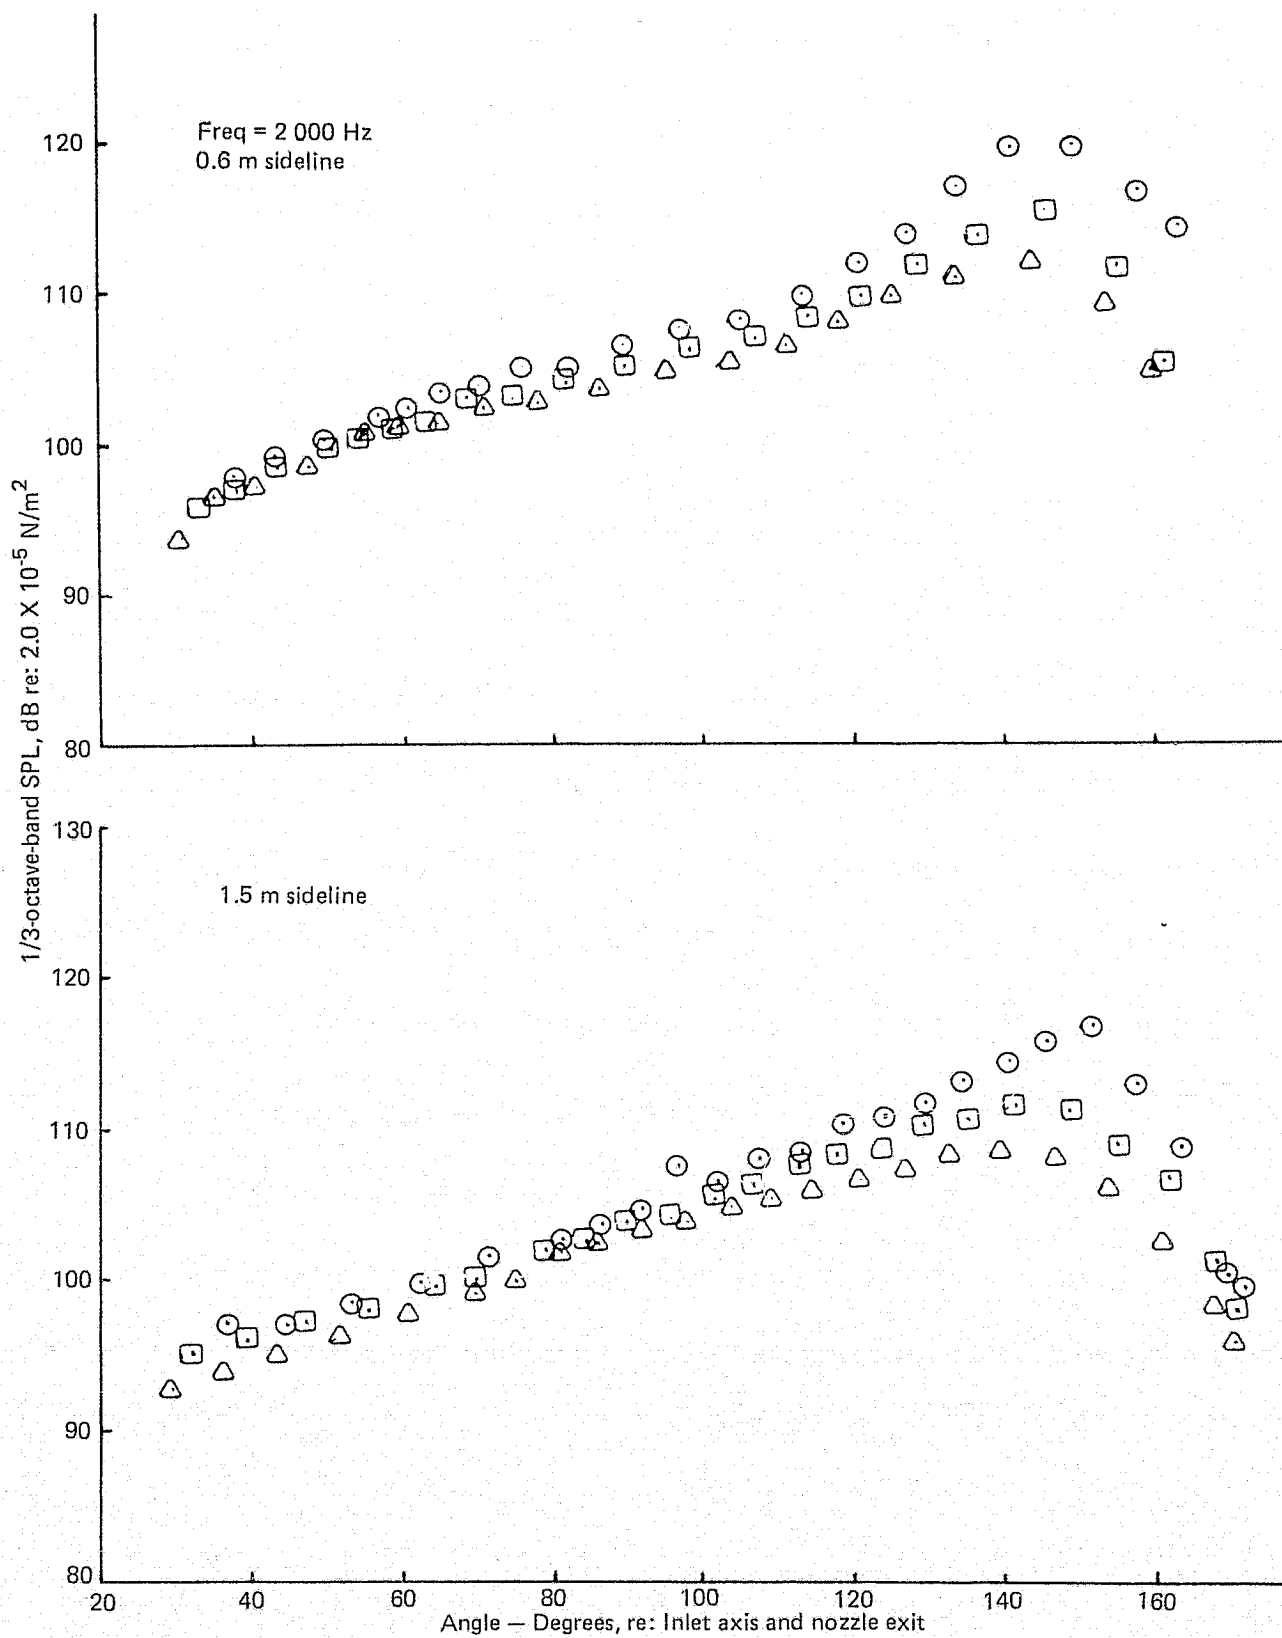 Freq = 2 000 Hz
0.6 m sideline
120
110
100
90
80
1/3-octave-band SPL, dB re: 2.0 X 10⁻⁵ N/m²
130
1.5 m sideline
120
110
100
90
80
20 40 60 80 100 120 140 160
Angle — Degrees, re: Inlet axis and nozzle exit